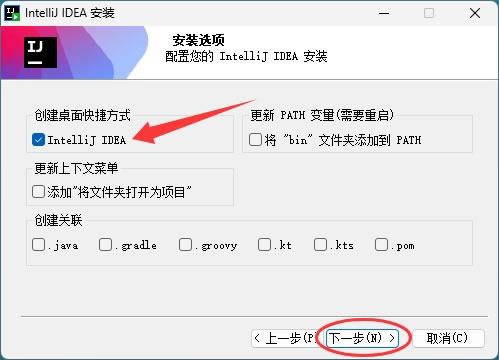 IntelliJ IDEA 安装
IJ
安装选项
配置您的 IntelliJ IDEA 安装
创建桌面快捷方式
IntelliJ IDEA
更新 PATH 变量(需要重启)
将 "bin" 文件夹添加到 PATH
更新上下文菜单
添加"将文件夹打开为项目"
创建关联
.java .gradle .groovy .kt .kts .pom
< 上一步(P) 下一步(N) > 取消(C)